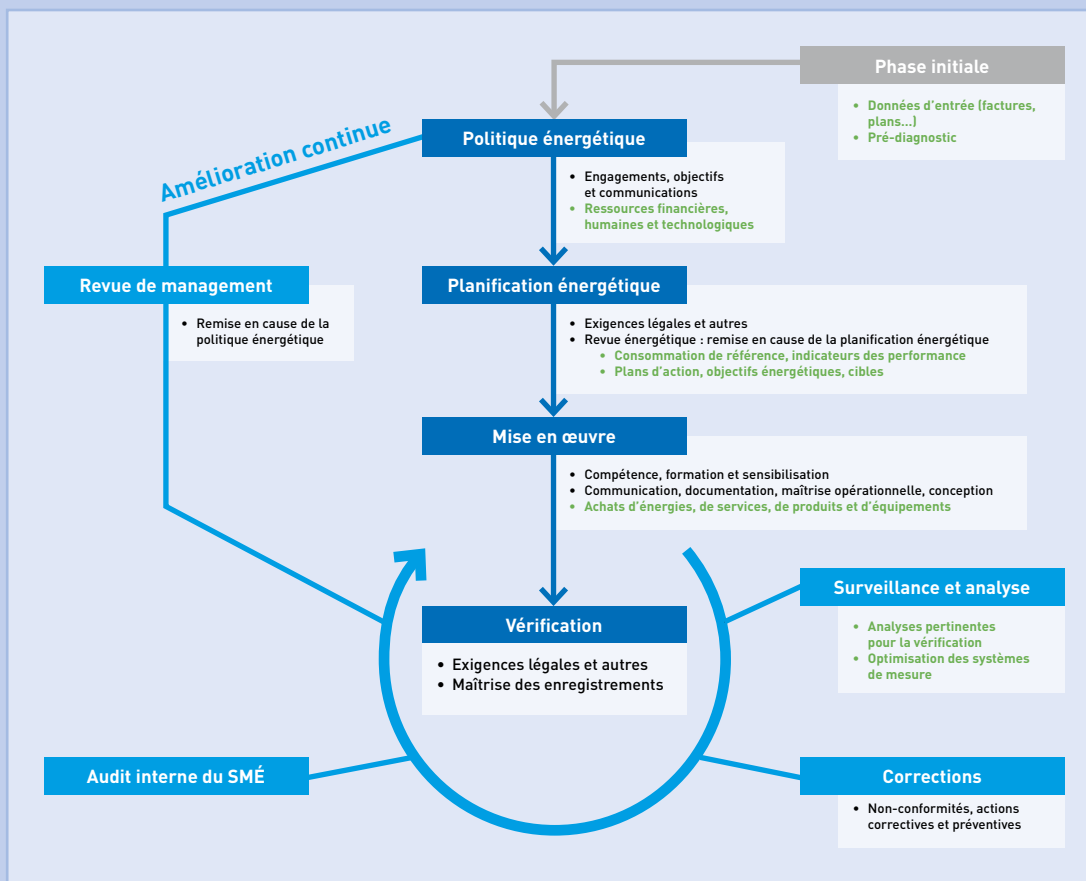 Phase initiale
• Données d'entrée (factures,
plans...)
• Pré-diagnostic
Amélioration continue
Politique énergétique
• Engagements, objectifs
et communications
• Ressources financières,
humaines et technologiques
Revue de management
• Remise en cause de la
politique énergétique
Planification énergétique
• Exigences légales et autres
• Revue énergétique : remise en cause de la planification énergétique
• Consommation de référence, indicateurs des performance
• Plans d'action, objectifs énergétiques, cibles
Mise en œuvre
• Compétence, formation et sensibilisation
• Communication, documentation, maîtrise opérationnelle, conception
• Achats d'énergies, de services, de produits et d'équipements
Vérification
• Exigences légales et autres
• Maîtrise des enregistrements
Surveillance et analyse
• Analyses pertinentes
pour la vérification
• Optimisation des systèmes
de mesure
Audit interne du SMÉ
Corrections
• Non-conformités, actions
correctives et préventives